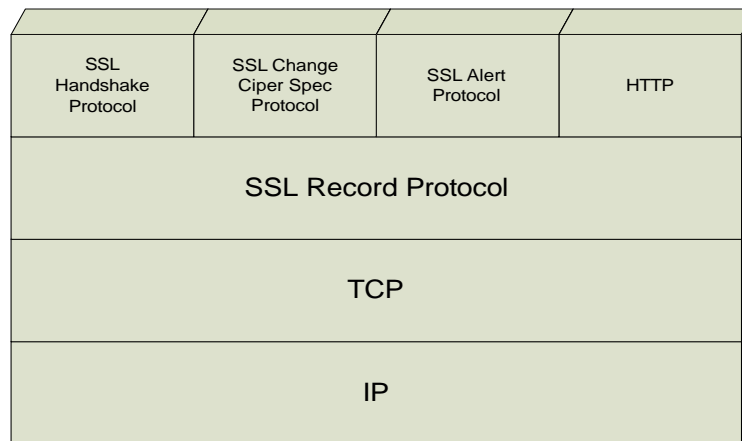 SSL
Handshake
Protocol
SSL Change
Ciper Spec
Protocol
SSL Alert
Protocol
HTTP
SSL Record Protocol
TCP
IP